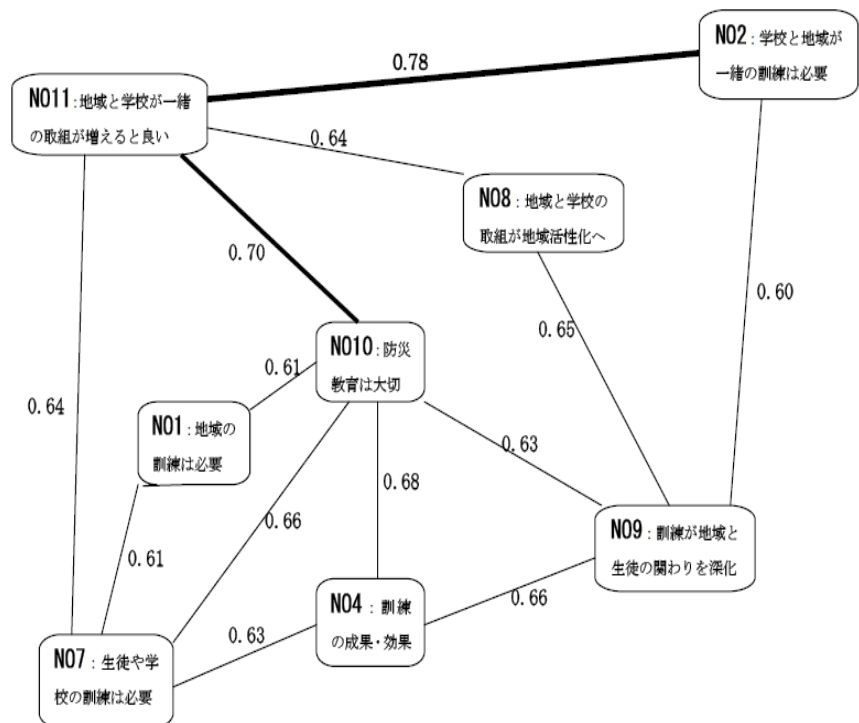 NO2：学校と地域が
一緒の訓練は必要
0.78
NO11：地域と学校が一緒
の取組が増えると良い
0.64
NO8：地域と学校の
取組が地域活性化へ
0.70
0.60
0.65
NO10：防災
教育は大切
0.61
0.64
NO1：地域の
訓練は必要
0.63
0.68
0.66
NO9：訓練が地域と
生徒の関わりを深化
0.61
NO4：訓練
の成果・効果
0.66
0.63
NO7：生徒や学
校の訓練は必要